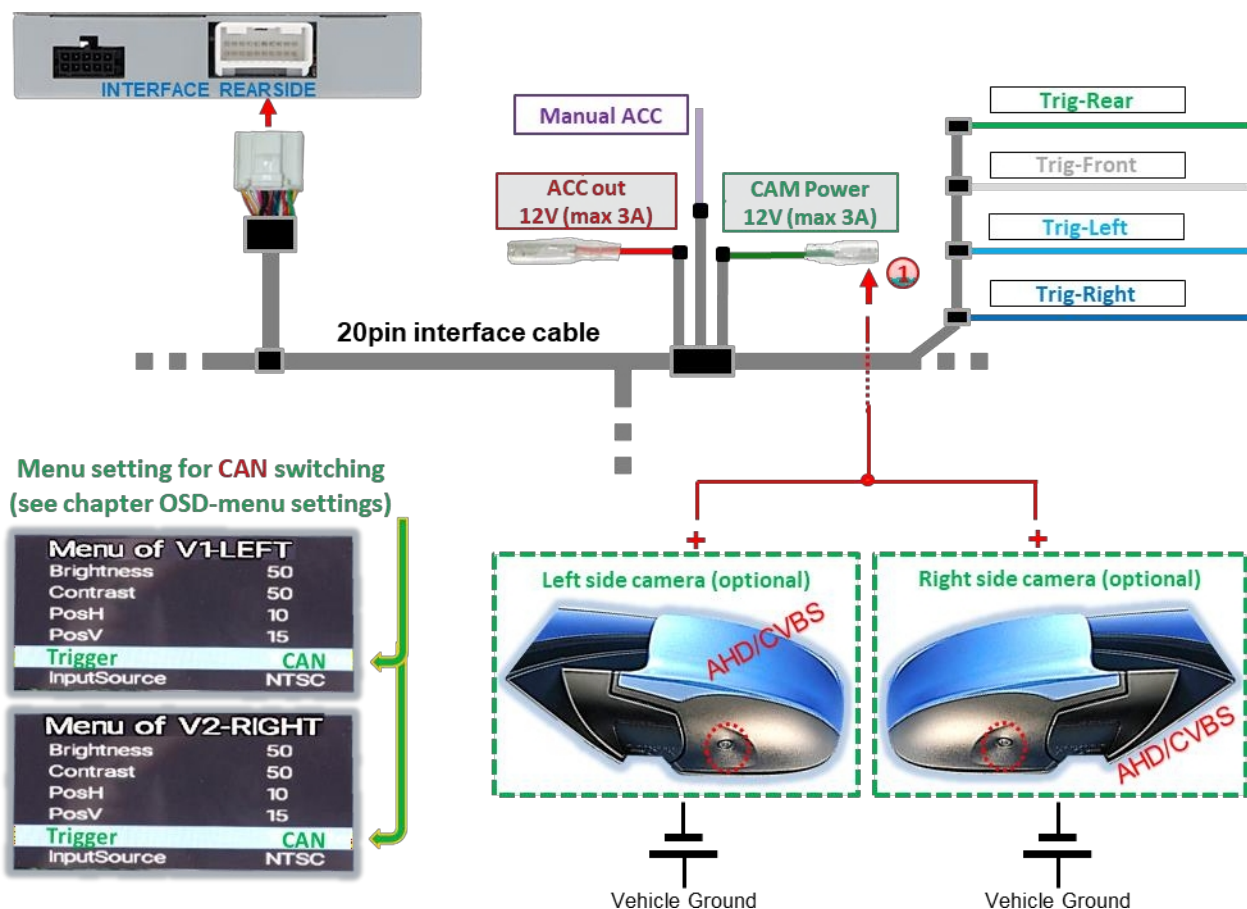 INTERFACE REARSIDE
Manual ACC
ACC out
12V (max 3A)
CAM Power
12V (max 3A)
1
Trig-Rear
Trig-Front
Trig-Left
Trig-Right
20pin interface cable
Menu setting for CAN switching
(see chapter OSD-menu settings)
Menu of V1-LEFT
Brightness 50
Contrast 50
PosH 10
PosV 15
Trigger CAN
InputSource NTSC
Menu of V2-RIGHT
Brightness 50
Contrast 50
PosH 10
PosV 15
Trigger CAN
InputSource NTSC
+
+
Left side camera (optional)
AHD/CVBS
Right side camera (optional)
AHD/CVBS
Vehicle Ground
Vehicle Ground